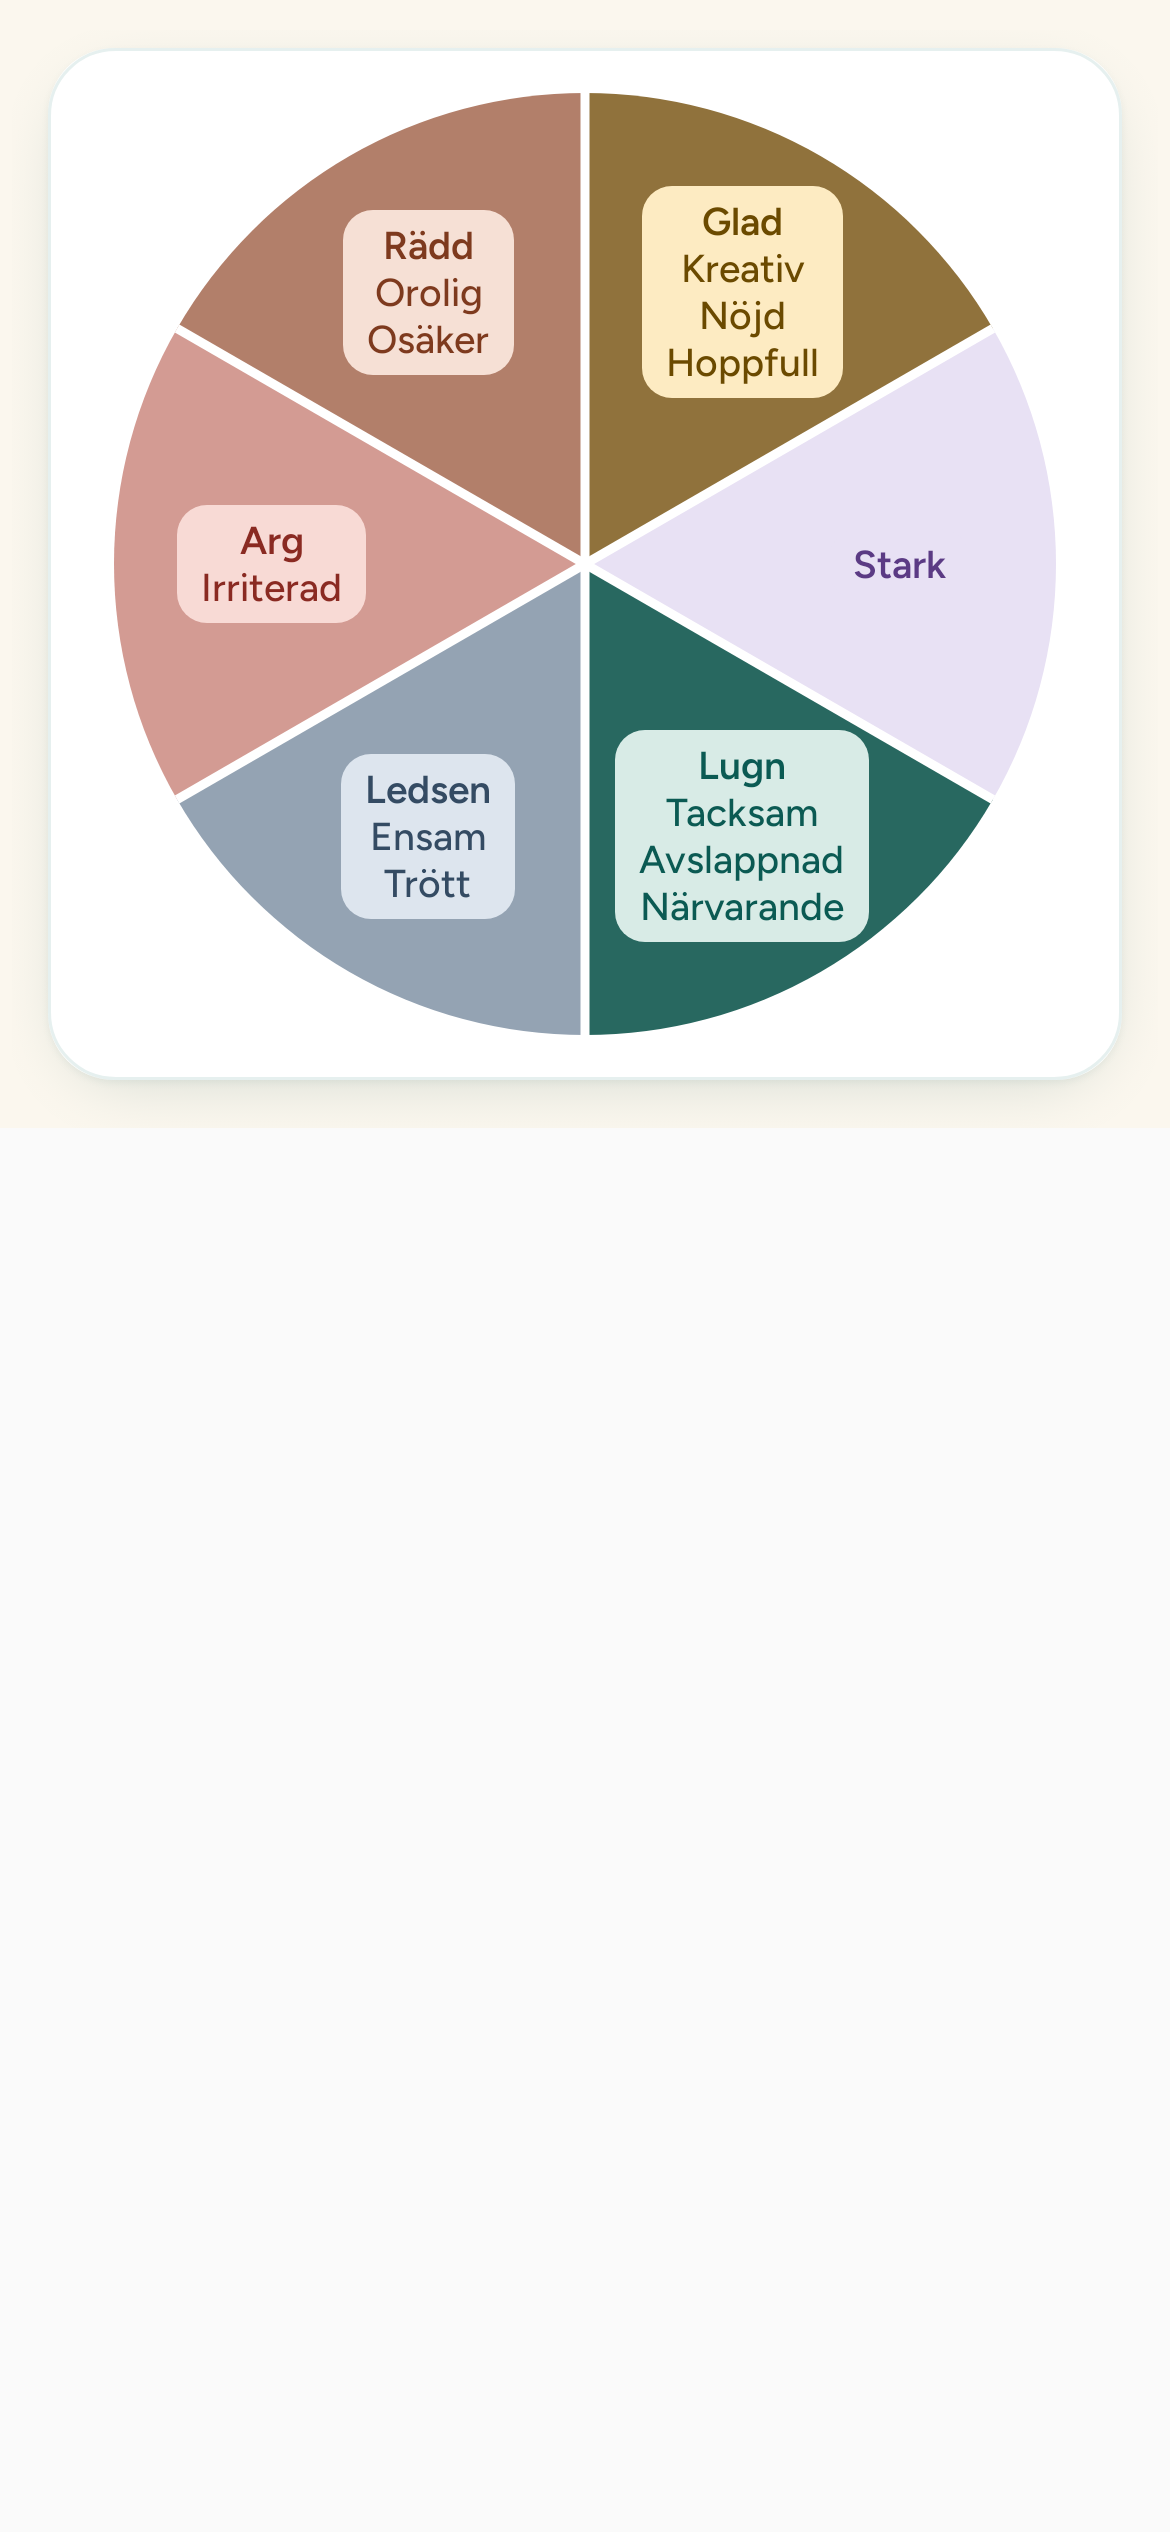 Rädd
Orolig
Osäker
Glad
Kreativ
Nöjd
Hoppfull
Arg
Irriterad
Stark
Ledsen
Ensam
Trött
Lugn
Tacksam
Avslappnad
Närvarande